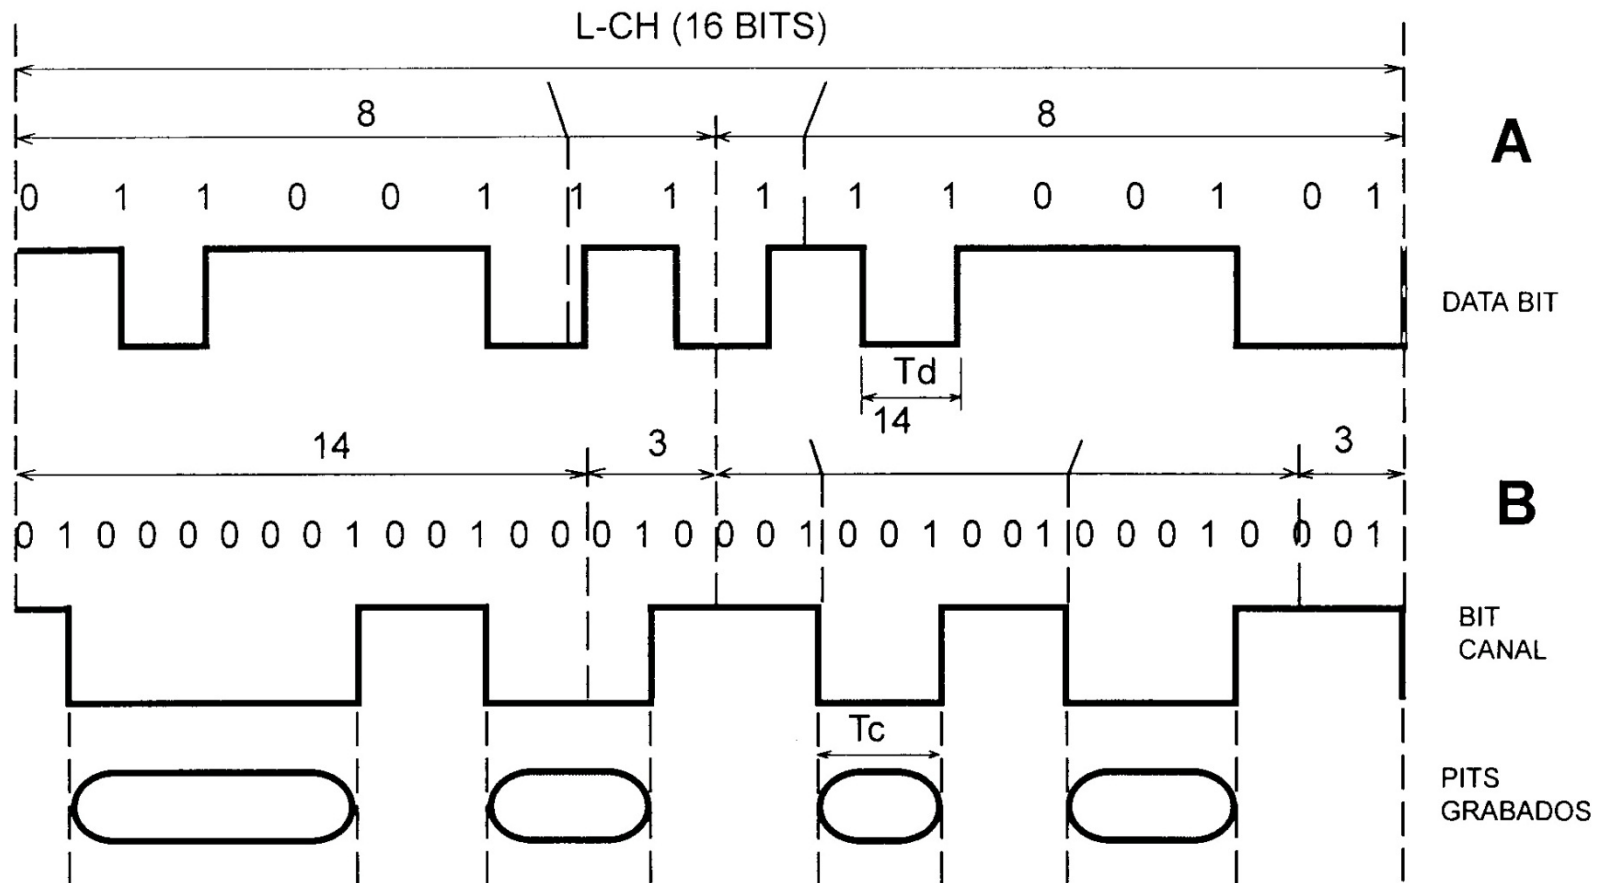 L-CH (16 BITS)
8 8
A
0 1 1 0 0 1 1 1 1 1 1 0 0 1 0 1
DATA BIT
Td
14
14 3 3
B
0 1 0 0 0 0 0 0 1 0 0 1 0 0 0 1 0 0 0 1 0 0 1 0 0 1 0 0 0 1 0 0 0 1
BIT
CANAL
Tc
PITS
GRABADOS